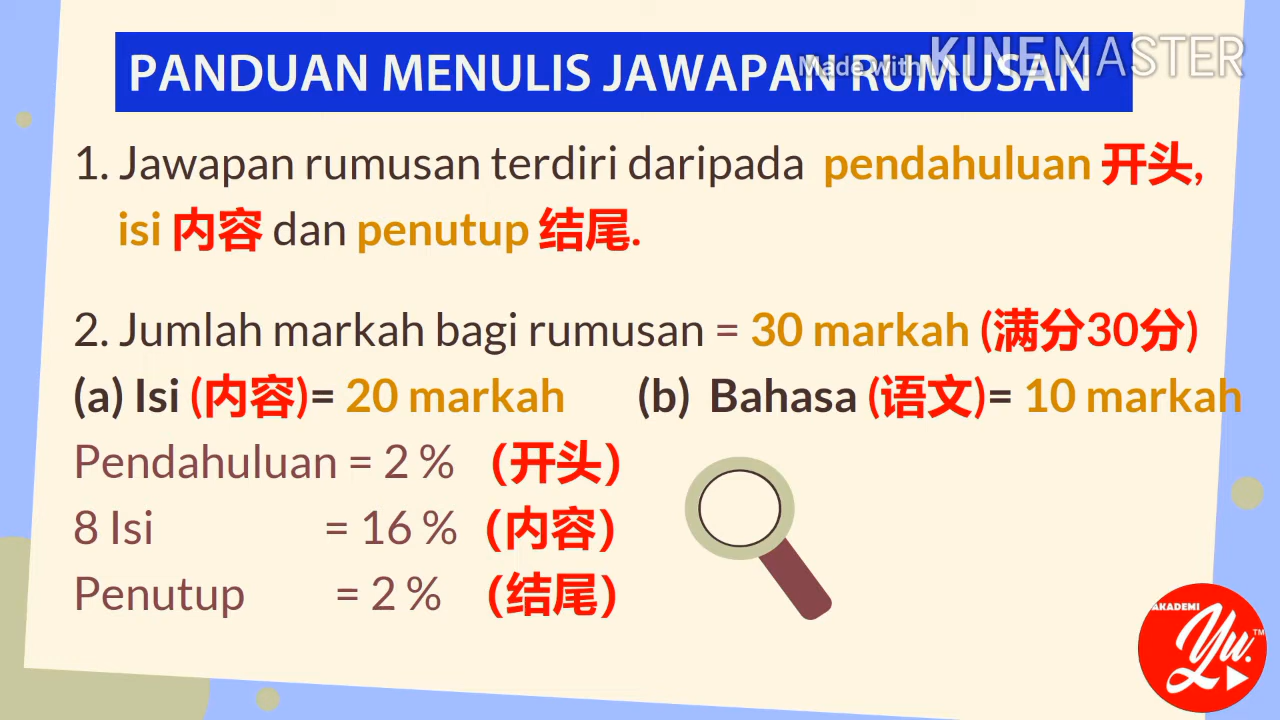 PANDUAN MENULIS JAWAPAN RUMUSAN
Made with KINEMASTER
1. Jawapan rumusan terdiri daripada pendahuluan 开头,
isi 内容 dan penutup 结尾.
2. Jumlah markah bagi rumusan = 30 markah (满分30分)
(a) Isi (内容)= 20 markah (b) Bahasa (语文)= 10 markah
Pendahuluan = 2 % (开头)
8 Isi = 16 % (内容)
Penutup = 2 % (结尾)
AKADEMI
Yu.™